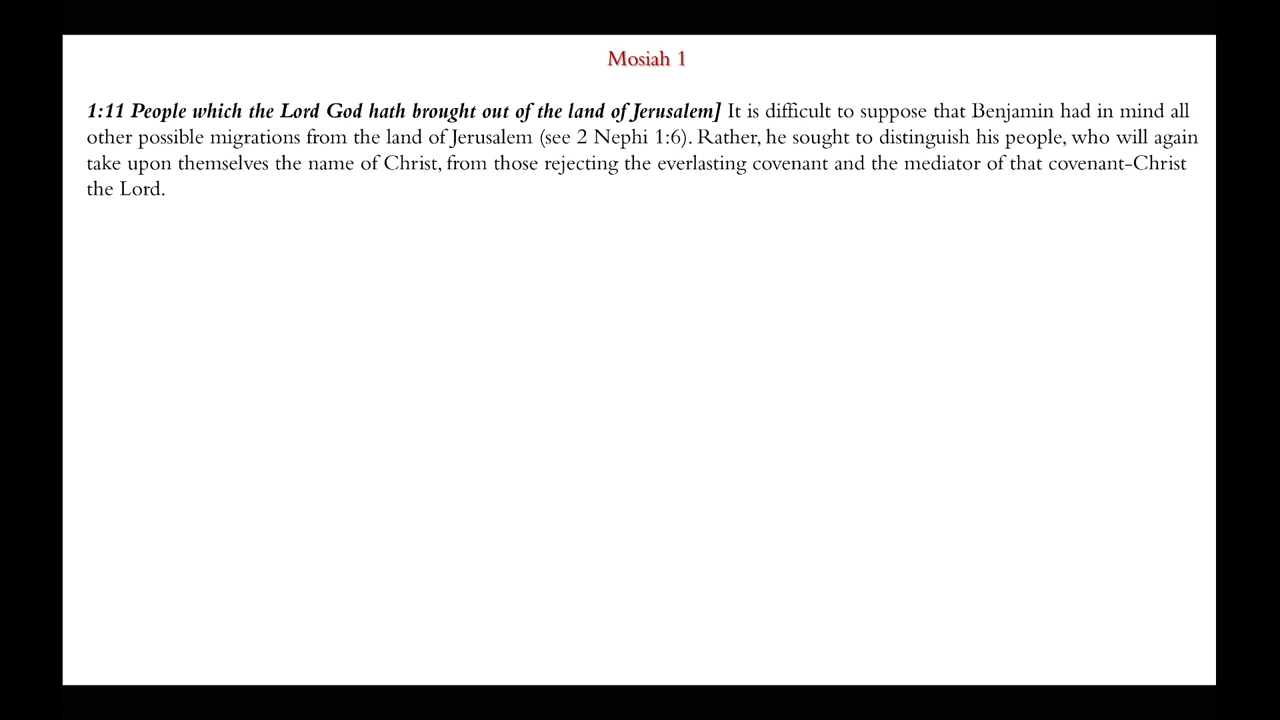 Mosiah 1
1:11 People which the Lord God hath brought out of the land of Jerusalem] It is difficult to suppose that Benjamin had in mind all
other possible migrations from the land of Jerusalem (see 2 Nephi 1:6). Rather, he sought to distinguish his people, who will again
take upon themselves the name of Christ, from those rejecting the everlasting covenant and the mediator of that covenant-Christ
the Lord.